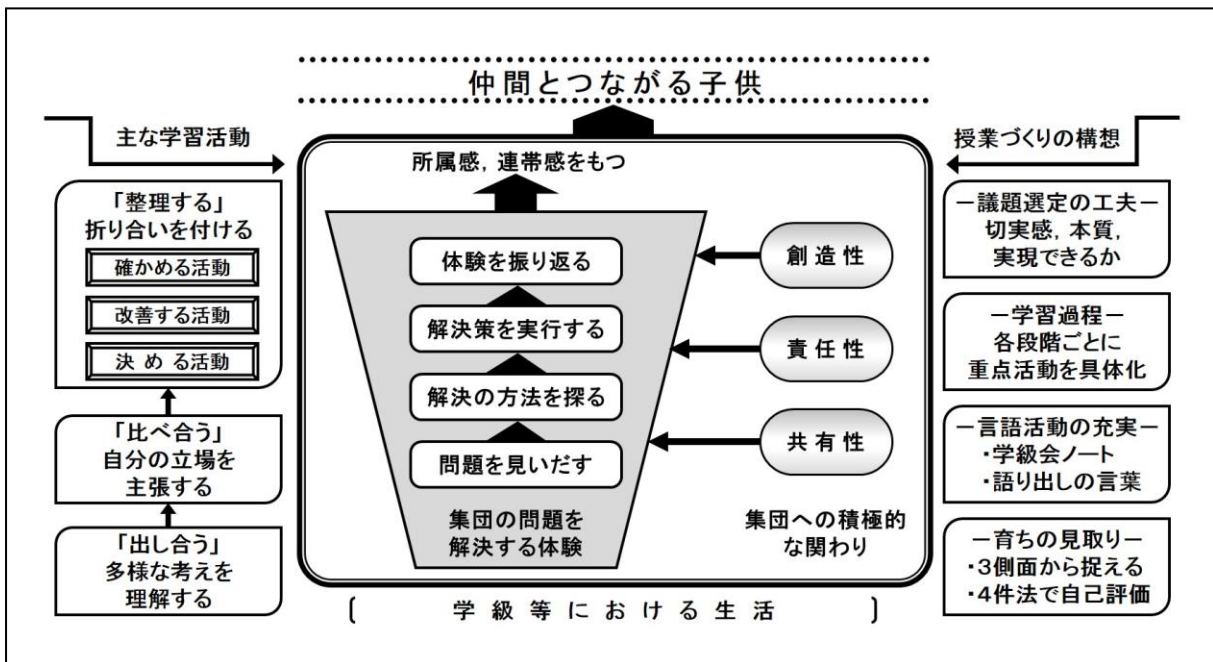 仲間とつながる子供
主な学習活動
「整理する」
折り合いを付ける
確かめる活動
改善する活動
決める活動
「比べ合う」
自分の立場を
主張する
「出し合う」
多様な考えを
理解する
所属感，連帯感をもつ
体験を振り返る
解決策を実行する
解決の方法を探る
問題を見いだす
集団の問題を
解決する体験
創造性
責任性
共有性
集団への積極的
な関わり
〔 学級等における生活 〕
授業づくりの構想
－議題選定の工夫－
切実感，本質，
実現できるか
－学習過程－
各段階ごとに
重点活動を具体化
－言語活動の充実－
・学級会ノート
・語り出しの言葉
－育ちの見取り－
・３側面から捉える
・４件法で自己評価